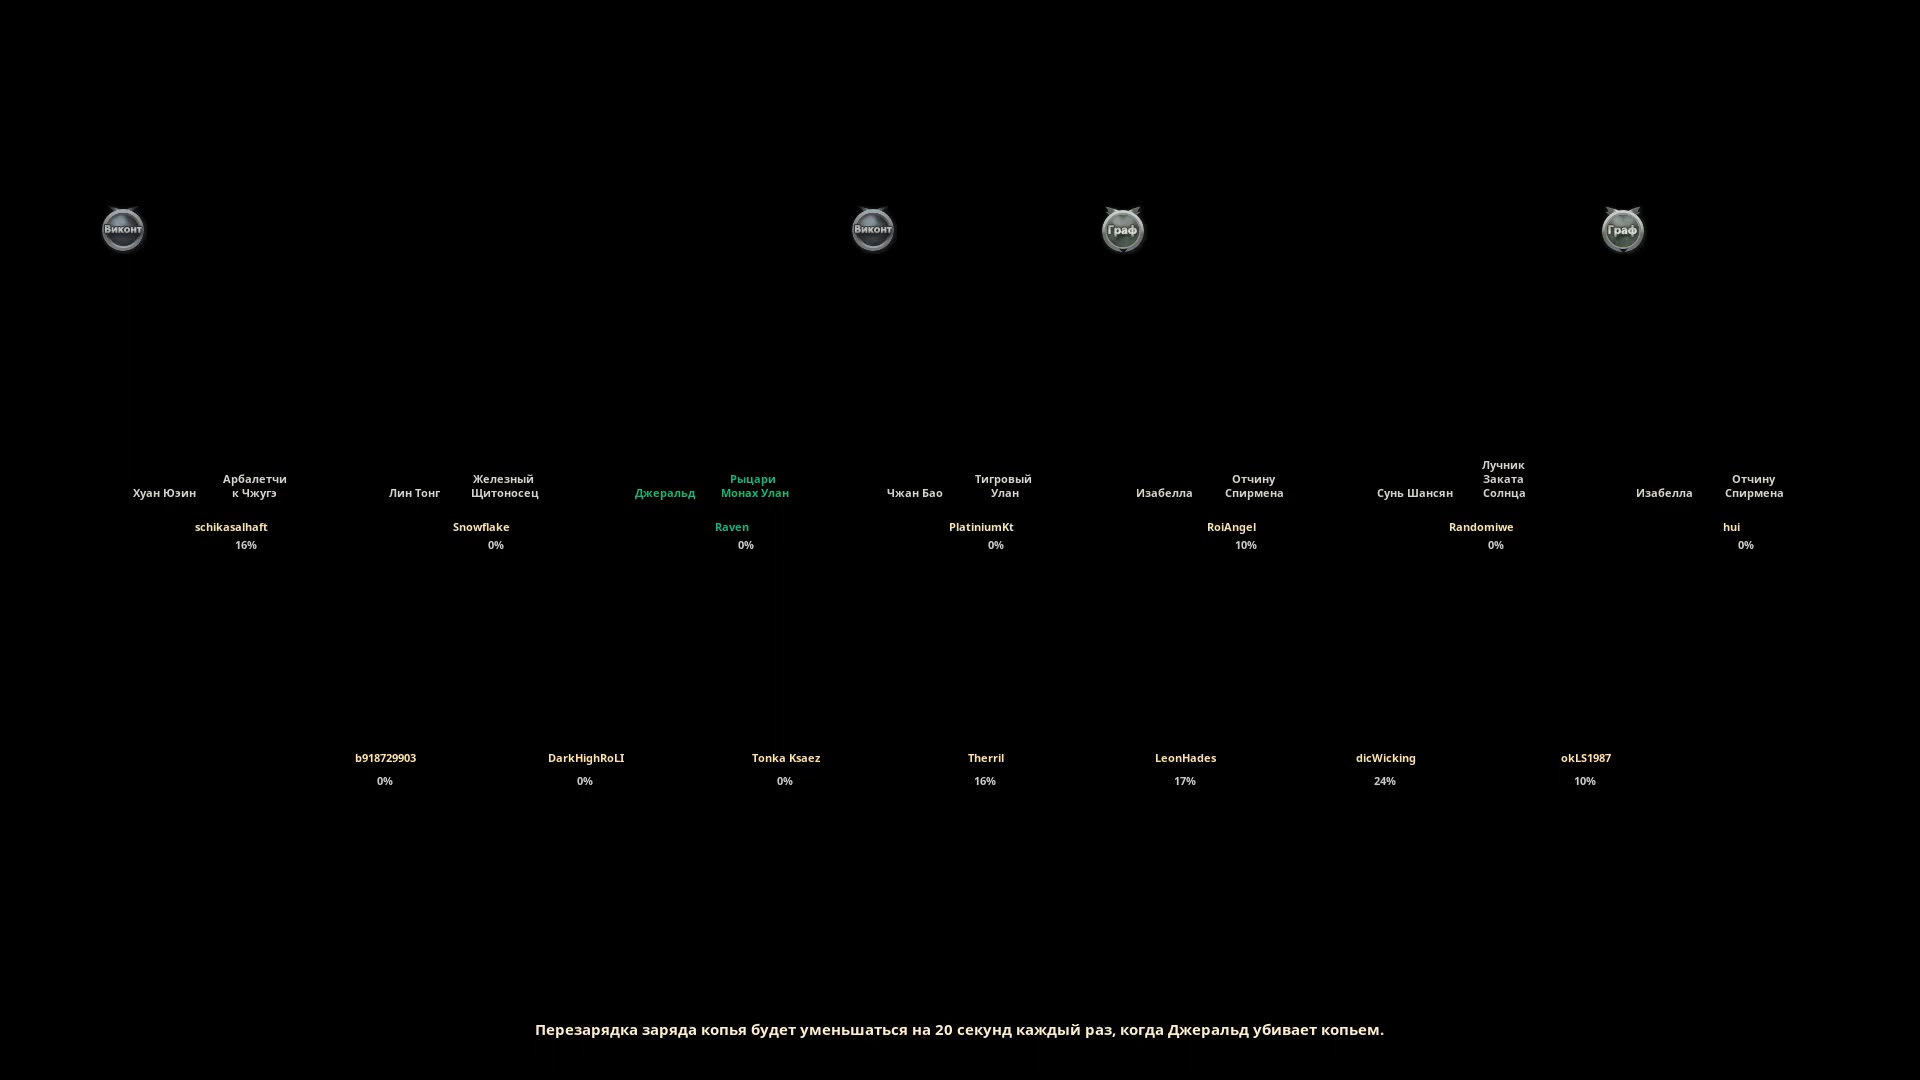 Виконт
Виконт
Граф
Граф
Хуан Юэин
Арбалетчи
к Чжугэ
schikasalhaft
16%
Лин Тонг
Железный
Щитоносец
Snowflake
0%
Джеральд
Рыцари
Монах Улан
Raven
0%
Чжан Бао
Тигровый
Улан
PlatiniumKt
0%
Изабелла
Отчину
Спирмена
RoiAngel
10%
Сунь Шансян
Лучник
Заката
Солнца
Randomiwe
0%
Изабелла
Отчину
Спирмена
hui
0%
b918729903
0%
DarkHighRoLI
0%
Tonka Ksaez
0%
Therril
16%
LeonHades
17%
dicWicking
24%
okLS1987
10%
Перезарядка заряда копья будет уменьшаться на 20 секунд каждый раз, когда Джеральд убивает копьем.